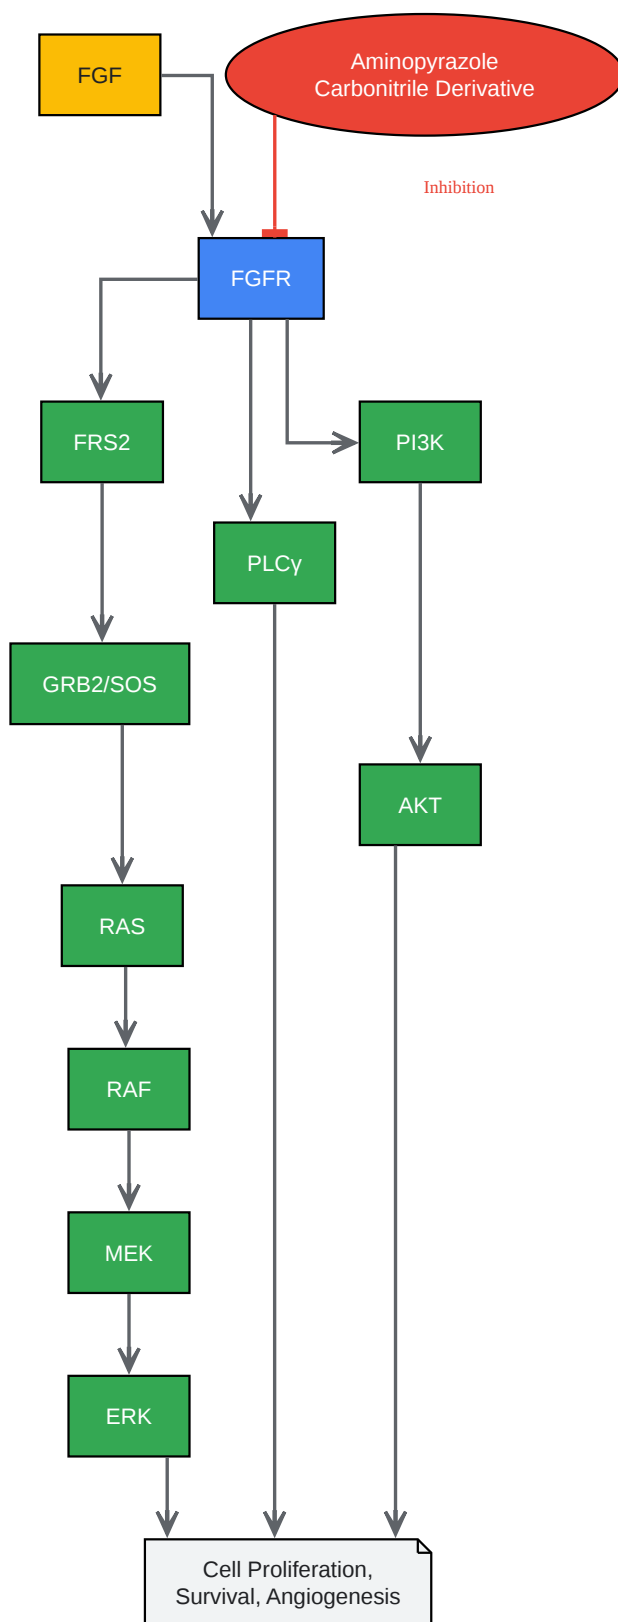 FGF
Aminopyrazole
Carbonitrile Derivative
Inhibition
FGFR
FRS2
PI3K
PLCγ
GRB2/SOS
AKT
RAS
RAF
MEK
ERK
Cell Proliferation,
Survival, Angiogenesis